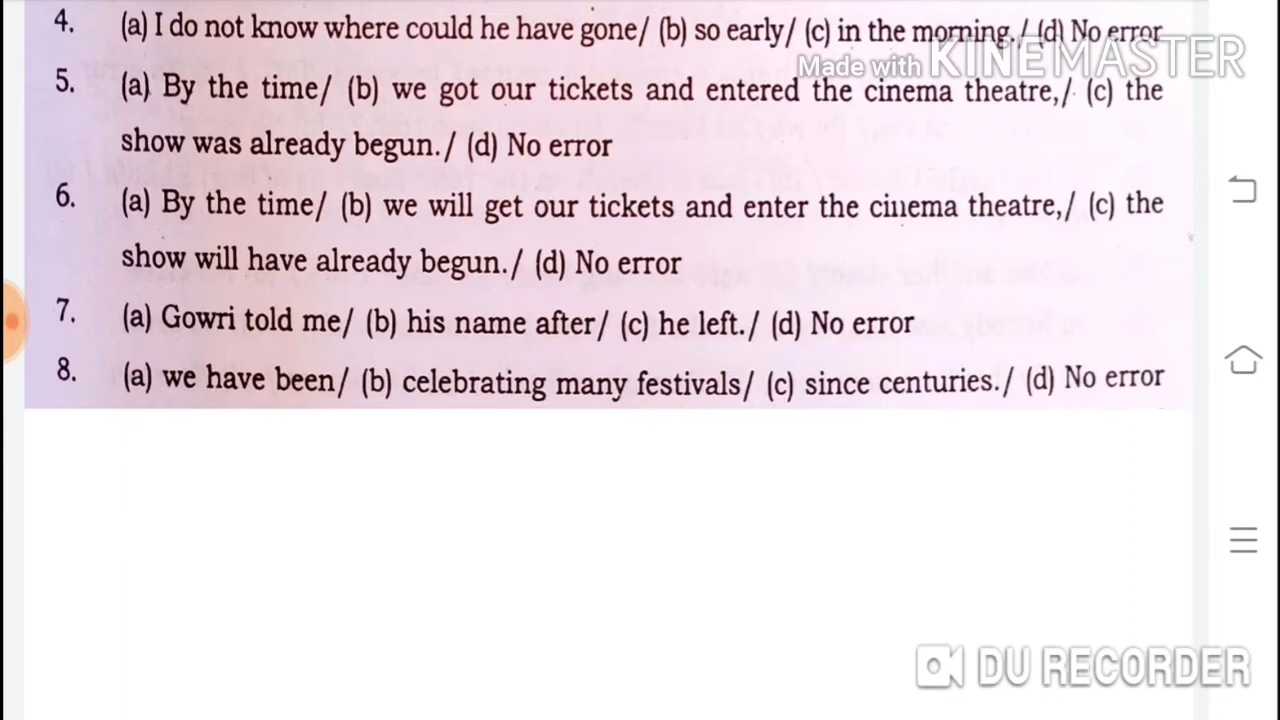 4. (a) I do not know where could he have gone/ (b) so early/ (c) in the morning./ (d) No error
Made with KINEMASTER
5. (a) By the time/ (b) we got our tickets and entered the cinema theatre,/ (c) the
show was already begun./ (d) No error
6. (a) By the time/ (b) we will get our tickets and enter the cinema theatre,/ (c) the
show will have already begun./ (d) No error
7. (a) Gowri told me/ (b) his name after/ (c) he left./ (d) No error
8. (a) we have been/ (b) celebrating many festivals/ (c) since centuries./ (d) No error
DU RECORDER